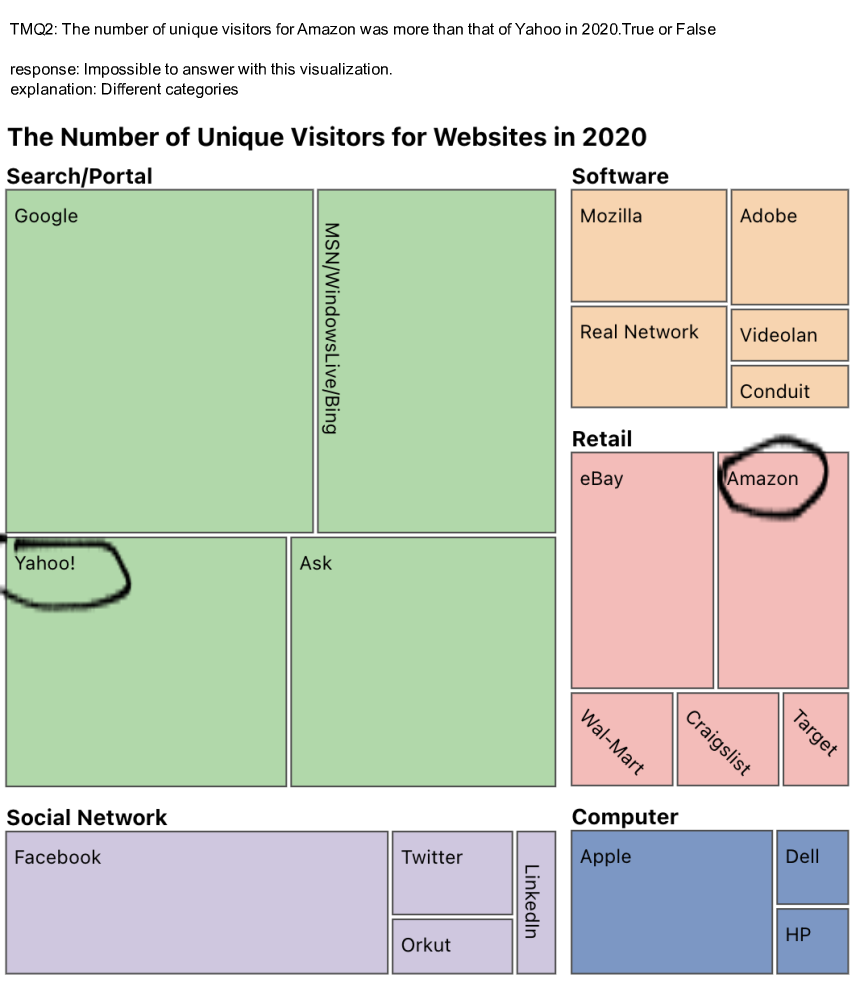 TMQ2: The number of unique visitors for Amazon was more than that of Yahoo in 2020.True or False
response: Impossible to answer with this visualization.
explanation: Different categories
The Number of Unique Visitors for Websites in 2020
Search/Portal
Google
MSN/WindowsLive/Bing
Yahoo!
Ask
Software
Mozilla
Adobe
Real Network
Videolan
Conduit
Retail
eBay
Amazon
Wal-Mart
Craigslist
Target
Social Network
Facebook
Twitter
LinkedIn
Orkut
Computer
Apple
Dell
HP